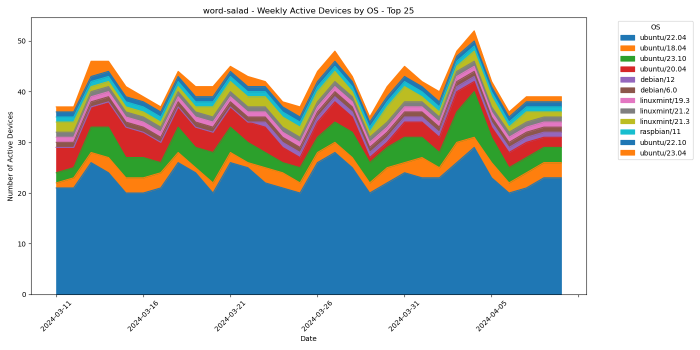 word-salad - Weekly Active Devices by OS - Top 25
Number of Active Devices
50
40
30
20
10
0
2024-03-11
2024-03-16
2024-03-21
2024-03-26
2024-03-31
2024-04-05
Date
OS
ubuntu/22.04
ubuntu/18.04
ubuntu/23.10
ubuntu/20.04
debian/12
debian/6.0
linuxmint/19.3
linuxmint/21.2
linuxmint/21.3
raspbian/11
ubuntu/22.10
ubuntu/23.04